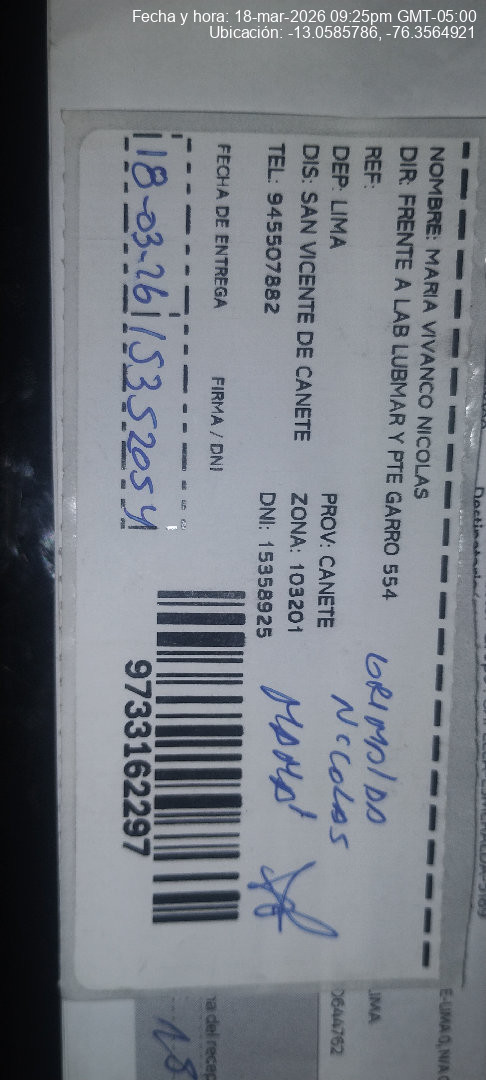 Fecha y hora: 18-mar-2026 09:25pm GMT-05:00
Ubicación: -13.0585786, -76.3564921
NOMBRE: MARIA VIVANCO NICOLAS
DIR: FRENTE A LAB LUBMAR Y PTE GARRO 554
REF:
DEP: LIMA PROV: CANETE
DIS: SAN VICENTE DE CANETE ZONA: 103201
TEL: 945507882 DNI: 15358925
NICOLAS
MAMA
FECHA DE ENTREGA FIRMA / DNI
18-03-26 15352054
9733162297